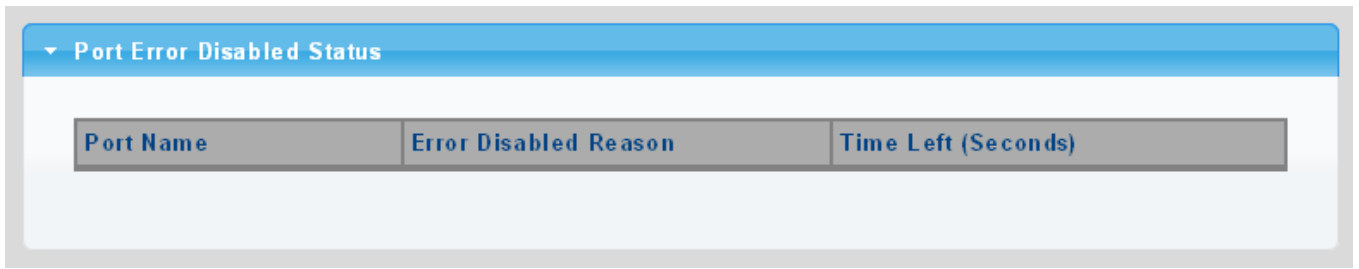 Port Error Disabled Status
Port Name Error Disabled Reason Time Left (Seconds)